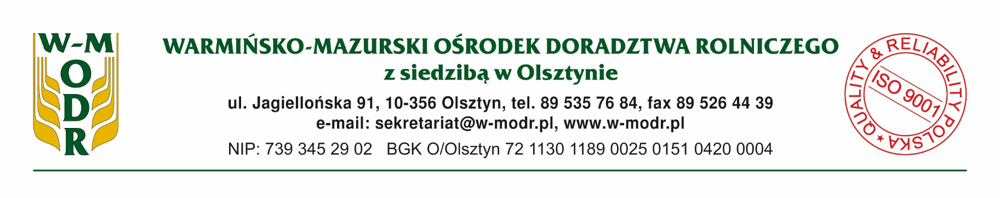 W-M
O
D
R
WARMIŃSKO-MAZURSKI OŚRODEK DORADZTWA ROLNICZEGO
z siedzibą w Olsztynie
ul. Jagiellońska 91, 10-356 Olsztyn, tel. 89 535 76 84, fax 89 526 44 39
e-mail: sekretariat@w-modr.pl, www.w-modr.pl
NIP: 739 345 29 02 BGK O/Olsztyn 72 1130 1189 0025 0151 0420 0004
QUALITY & RELIABILITY POLSKA ★
ISO 9001